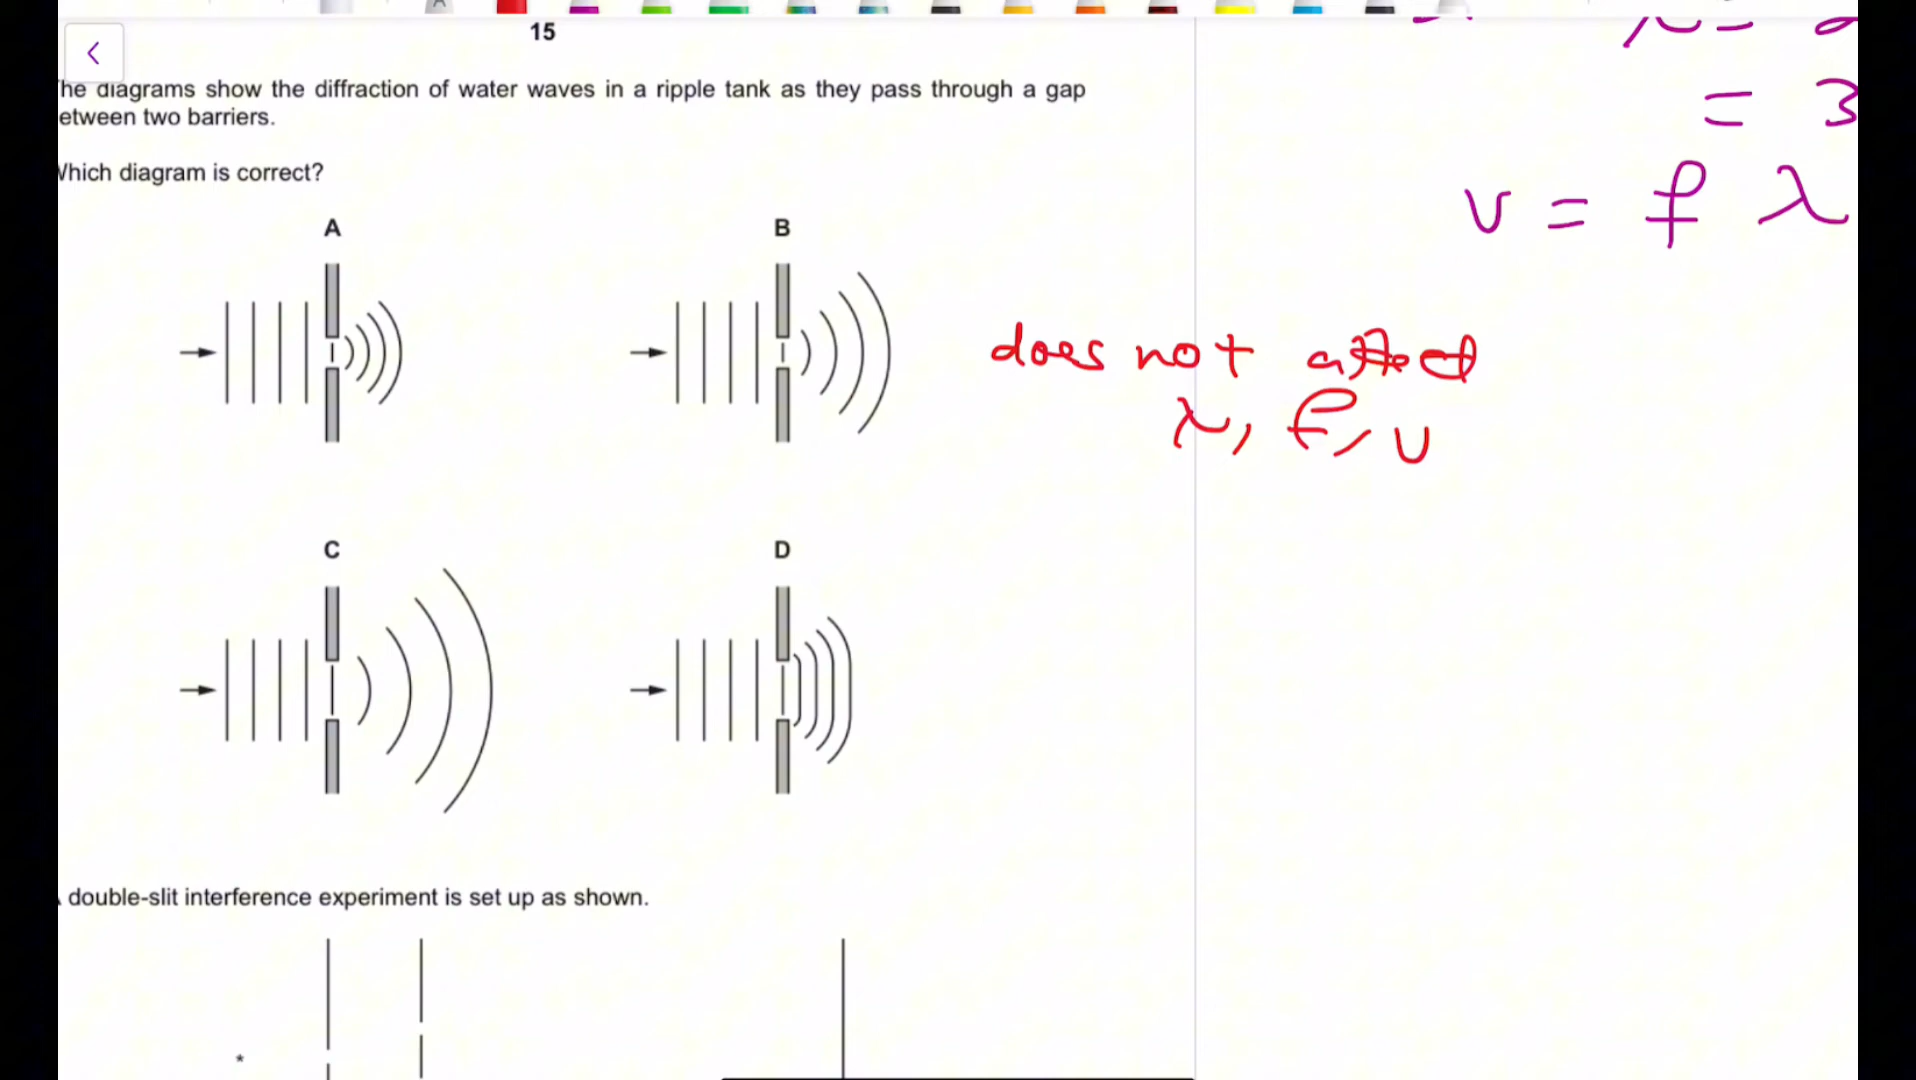 15
he diagrams show the diffraction of water waves in a ripple tank as they pass through a gap
etween two barriers.
Which diagram is correct?
A
B
C
D
double-slit interference experiment is set up as shown.
*
= 3
v = f λ
does not affect
λ, f, v